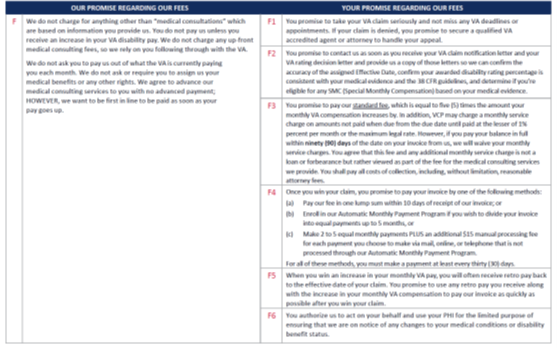 OUR PROMISE REGARDING OUR FEES
YOUR PROMISE REGARDING OUR FEES
F
We do not charge for anything other than "medical consultations" which
are based on information you provide us. You do not pay us unless you
receive an increase in your VA disability pay. We do not charge any up-front
medical consulting fees, so we rely on you following through with the VA.
We do not ask you to pay us out of what the VA is currently paying
you each month. We do not ask or require you to assign us your
medical benefits or any other rights. We agree to advance our
medical consulting services to you with no advanced payment;
HOWEVER, we want to be first in line to be paid as soon as your
pay goes up.
F1
You promise to take your VA claim seriously and not miss any VA deadlines or
appointments. If your claim is denied, you promise to secure a qualified VA
accredited agent or attorney to handle your appeal.
F2
You promise to contact us as soon as you receive your VA claim notification letter and your
VA rating decision letter and provide us a copy of those letters so we can confirm the
accuracy of the assigned Effective Date, confirm your awarded disability rating percentage is
consistent with your medical evidence and the 38 CFR guidelines, and determine if you're
eligible for any SMC (Special Monthly Compensation) based on your medical evidence.
F3
You promise to pay our standard fee, which is equal to five (5) times the amount your
monthly VA compensation increases by. In addition, VCP may charge a monthly service
charge on amounts not paid when due from the due date until paid at the lesser of 1%
percent per month or the maximum legal rate. However, if you pay your balance in full
within ninety (90) days of the date on your invoice from us, we will waive your monthly
service charges. You agree that this fee and any additional monthly service charge is not a
loan or forbearance but rather viewed as part of the fee for the medical consulting services
we provide. You shall pay all costs of collection, including, without limitation, reasonable
attorney fees.
F4
Once you win your claim, you promise to pay your invoice by one of the following methods:
(a) Pay our fee in one lump sum within 10 days of receipt of our invoice; or
(b) Enroll in our Automatic Monthly Payment Program if you wish to divide your invoice
into equal payments up to 5 months, or
(c) Make 2 to 5 equal monthly payments PLUS an additional $15 manual processing fee
for each payment you choose to make via mail, online, or telephone that is not
processed through our Automatic Monthly Payment Program.
For all of these methods, you must make a payment at least every thirty (30) days.
F5
When you win an increase in your monthly VA pay, you will often receive retro pay back
to the effective date of your claim. You promise to use any retro pay you receive along
with the increase in your monthly VA compensation to pay our invoice as quickly as
possible after you win your claim.
F6
You authorize us to act on your behalf and use your PHI for the limited purpose of
ensuring that we are on notice of any changes to your medical conditions or disability
benefit status.